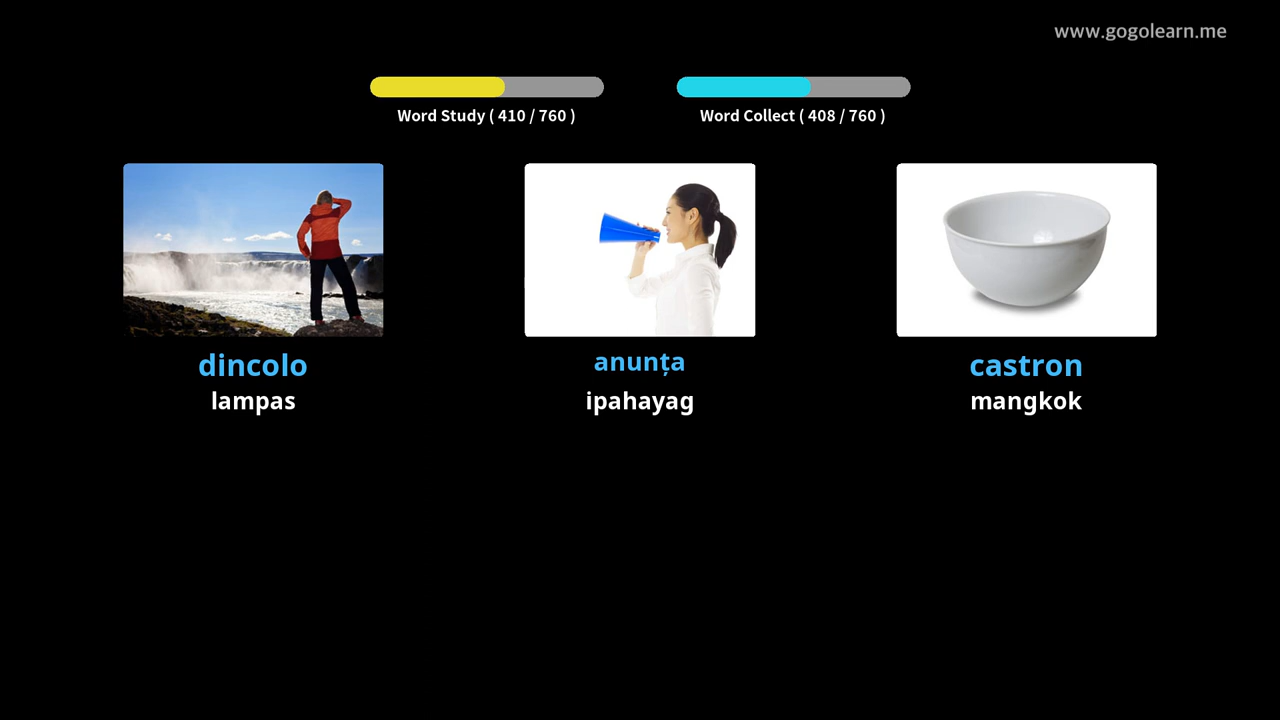 www.gogolearn.me
Word Study ( 410 / 760 )
Word Collect ( 408 / 760 )
dincolo
lampas
anunța
ipahayag
castron
mangkok